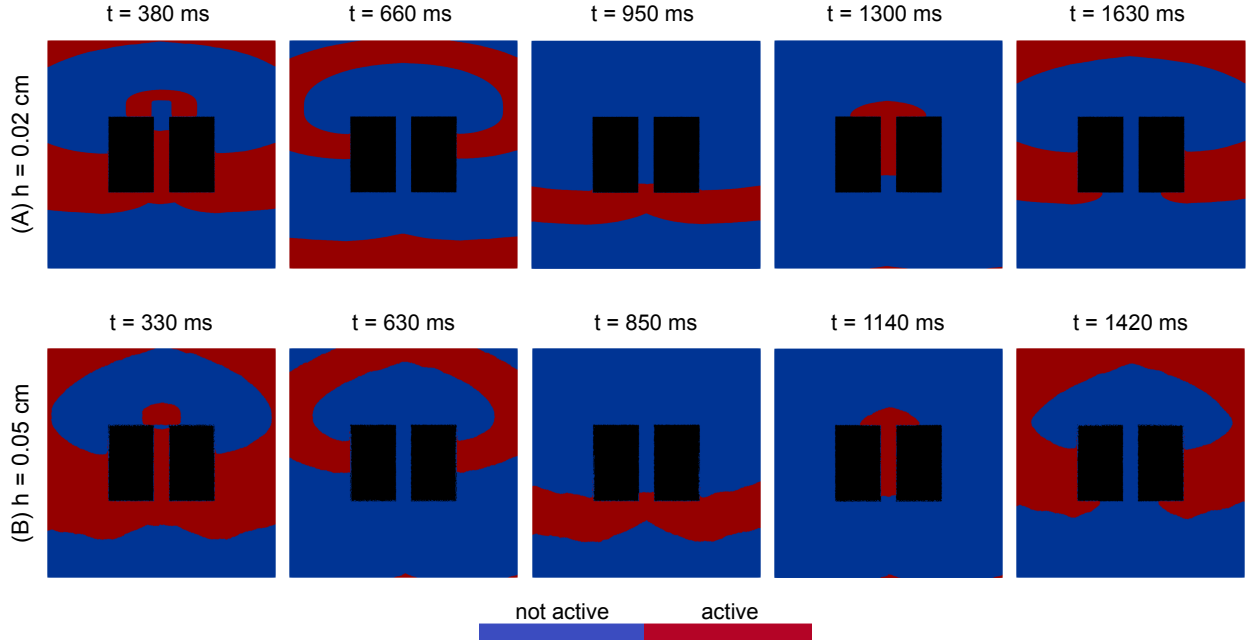 t = 380 ms
t = 660 ms
t = 950 ms
t = 1300 ms
t = 1630 ms
(A) h = 0.02 cm
t = 330 ms
t = 630 ms
t = 850 ms
t = 1140 ms
t = 1420 ms
(B) h = 0.05 cm
not active
active